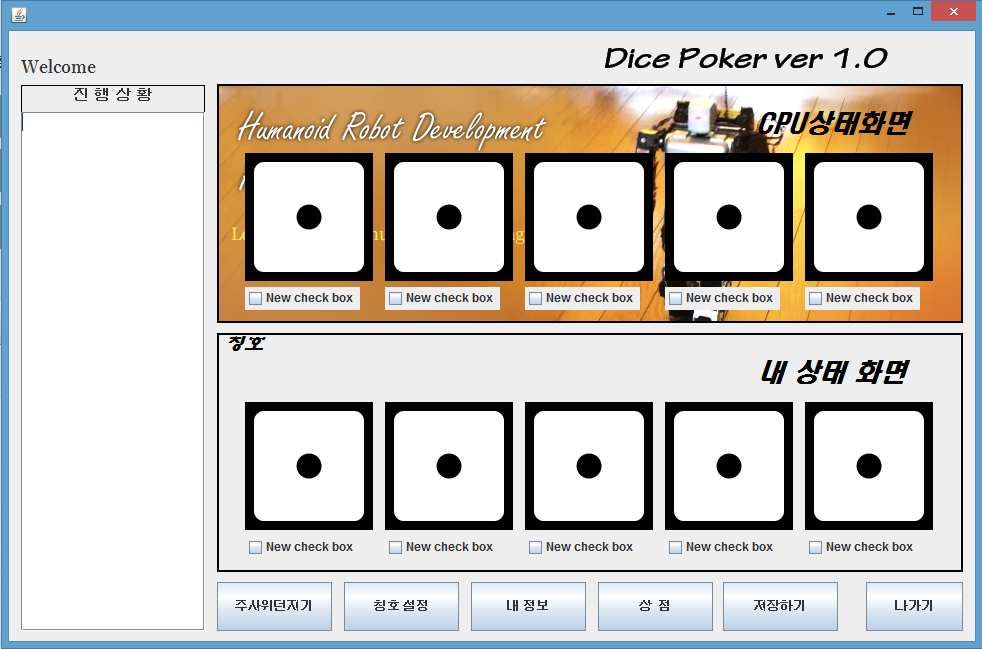 Dice Poker ver 1.0
Welcome
진 행 상 황
Humanoid Robot Development
CPU상태화면
New check box New check box New check box New check box New check box
칭호
내 상태 화면
New check box New check box New check box New check box New check box
주사위던져기 칭호설정 내 정보 상 점 저장하기 나가기